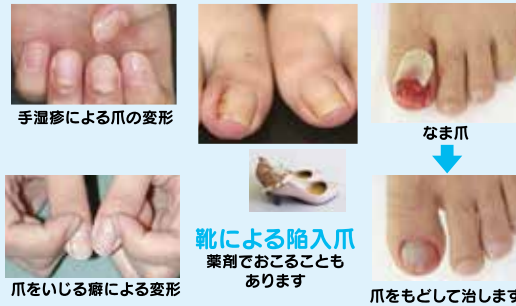 手湿疹による爪の変形
なま爪
靴による陥入爪
薬剤でおこることも
あります
爪をいじる癖による変形
爪をもどして治します